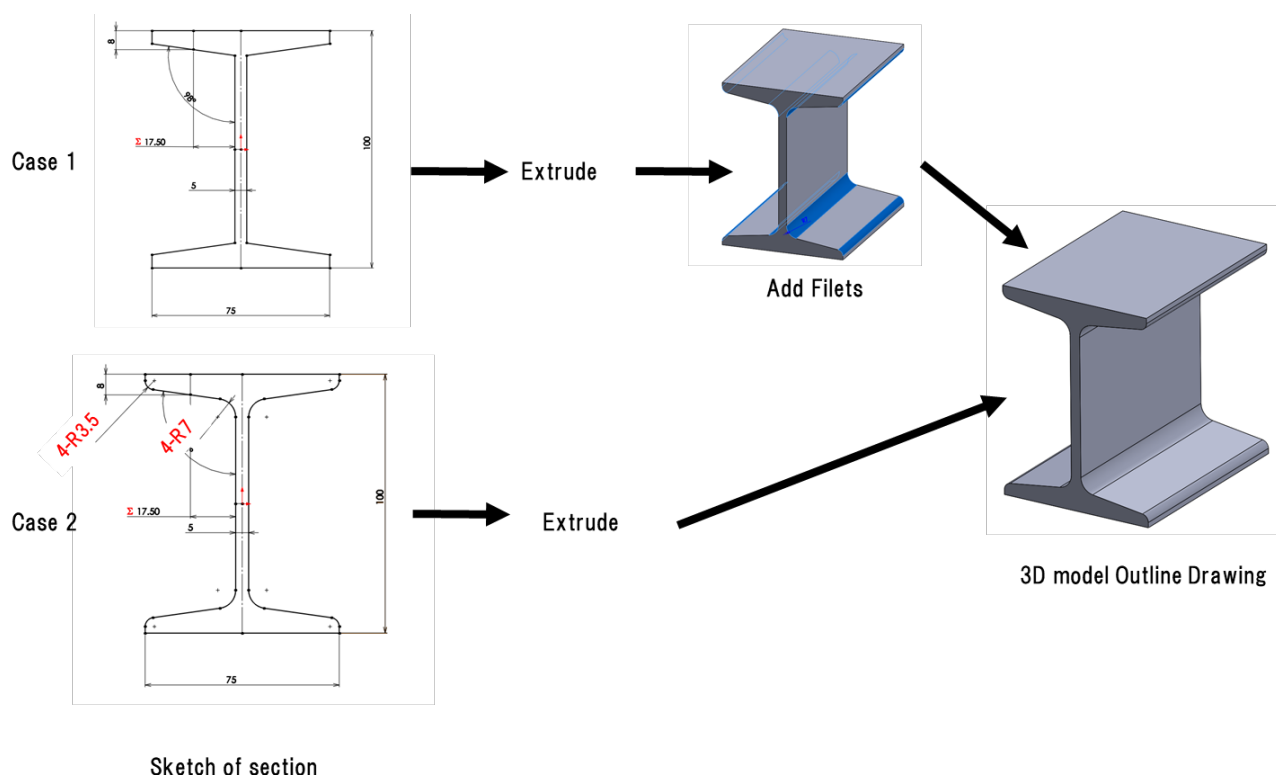 8
98°
Σ 17.50
5
100
75
Case 1
Extrude
Add Filets
8
4-R3.5
4-R7
°
Σ 17.50
5
100
75
Case 2
Extrude
3D model Outline Drawing
Sketch of section